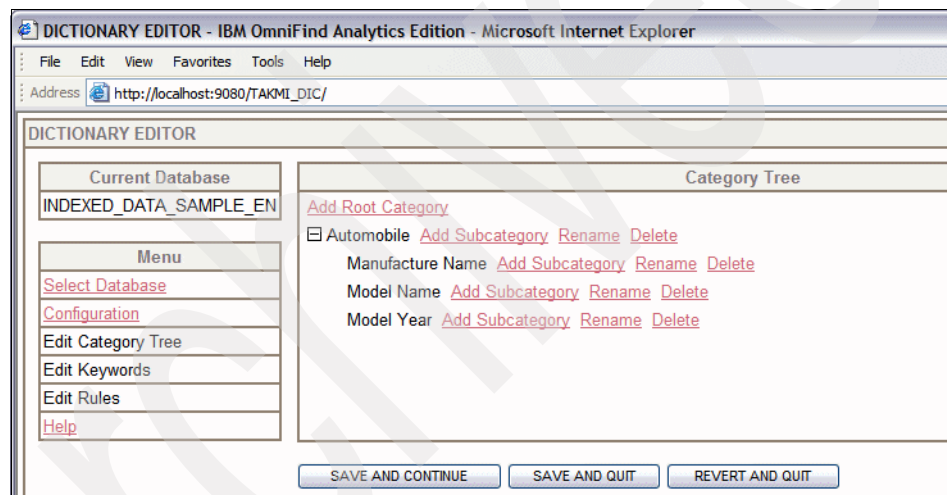 DICTIONARY EDITOR - IBM OmniFind Analytics Edition - Microsoft Internet Explorer
File Edit View Favorites Tools Help
Address http://localhost:9080/TAKMI_DIC/
DICTIONARY EDITOR
Current Database
INDEXED_DATA_SAMPLE_EN
Menu
Select Database
Configuration
Edit Category Tree
Edit Keywords
Edit Rules
Help
Category Tree
Add Root Category
Automobile Add Subcategory Rename Delete
Manufacture Name Add Subcategory Rename Delete
Model Name Add Subcategory Rename Delete
Model Year Add Subcategory Rename Delete
SAVE AND CONTINUE SAVE AND QUIT REVERT AND QUIT